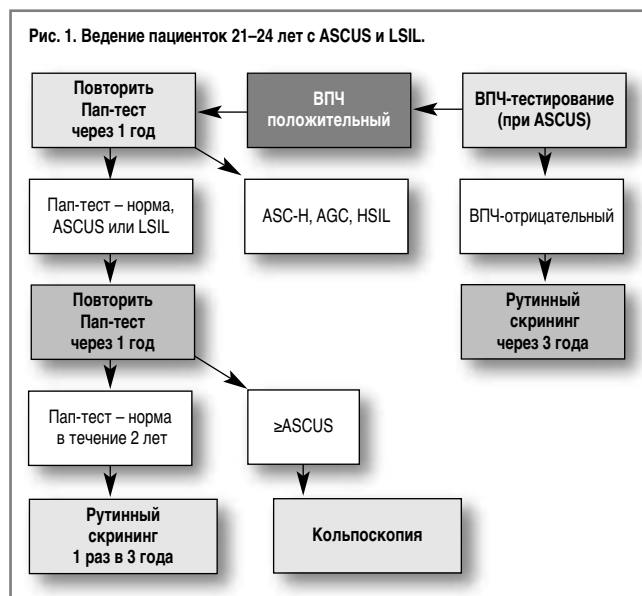 Рис. 1. Ведение пациенток 21–24 лет с ASCUS и LSIL.
Повторить
Пап-тест
через 1 год
ВПЧ
положительный
ВПЧ-тестирование
(при ASCUS)
Пап-тест – норма,
ASCUS или LSIL
ASC-H, AGC, HSIL
ВПЧ-отрицательный
Повторить
Пап-тест
через 1 год
Рутинный
скрининг
через 3 года
Пап-тест – норма
в течение 2 лет
≥ASCUS
Рутинный
скрининг
1 раз в 3 года
Кольпоскопия